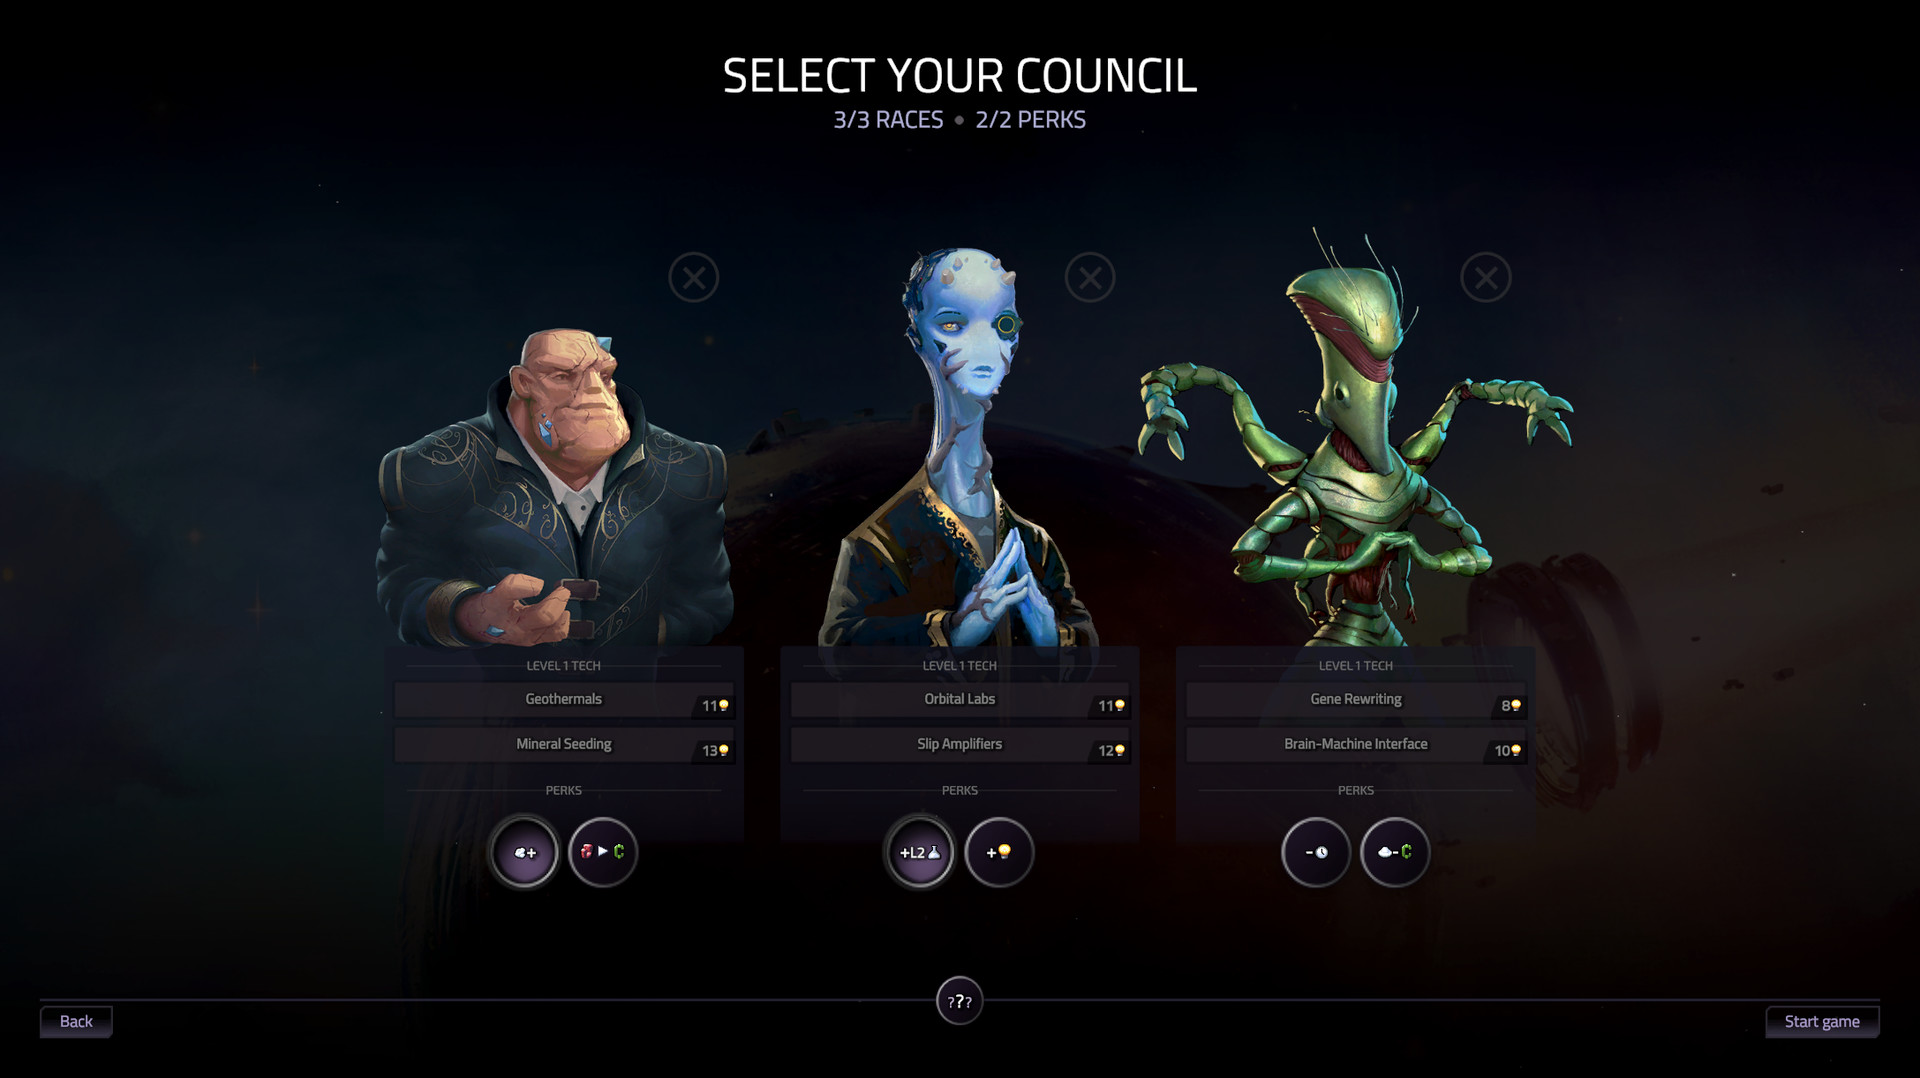 SELECT YOUR COUNCIL
3/3 RACES • 2/2 PERKS
LEVEL 1 TECH
Geothermals 11
Mineral Seeding 13
PERKS
+
LEVEL 1 TECH
Orbital Labs 11
Slip Amplifiers 12
PERKS
+L2
+
LEVEL 1 TECH
Gene Rewriting 8
Brain-Machine Interface 10
PERKS
-
-
???
Back
Start game